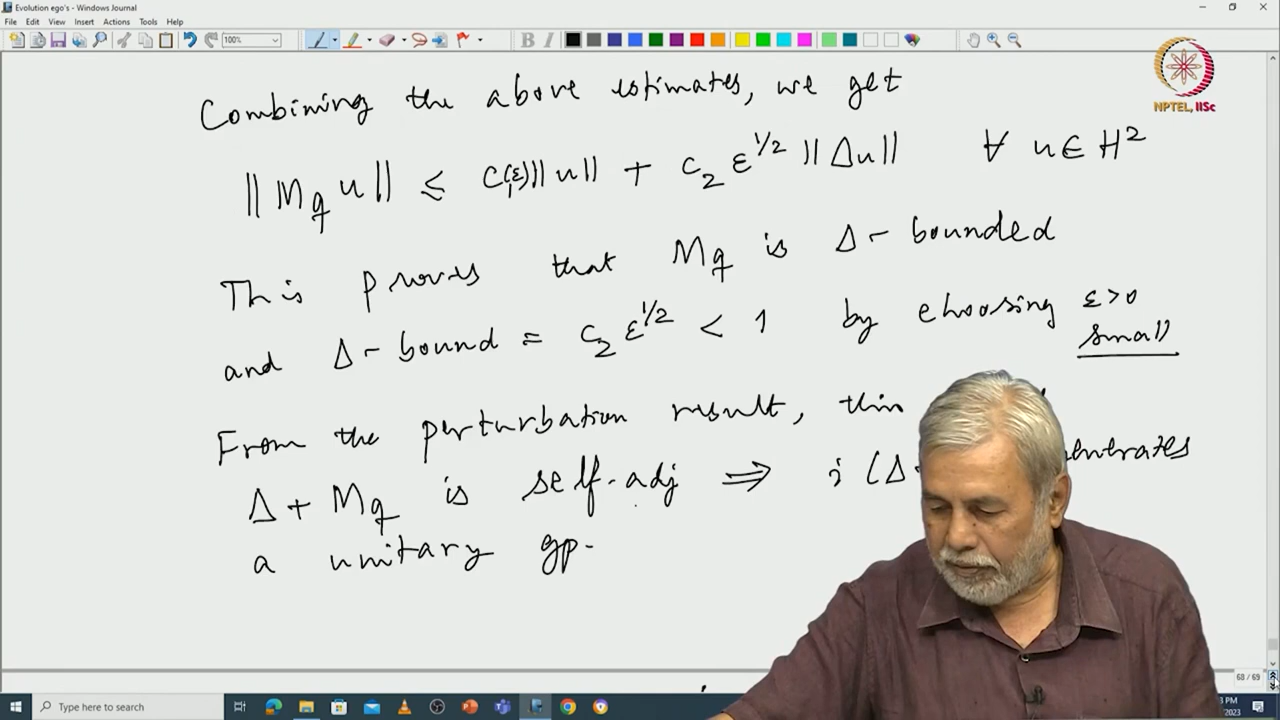 Evolution eqo's - Windows Journal
File Edit View Insert Actions Tools Help
100%
NPTEL, IISc
Combining the above estimates, we get
||M_q u|| ≤ C_1(ε)||u|| + C_2 ε^{1/2} ||Δu|| ∀ u ∈ H^2
This proves that M_q is Δ-bounded
and Δ-bound = C_2 ε^{1/2} < 1 by choosing ε>0
small
From the perturbation result, this
Δ + M_q is self-adj ⇒ i(Δ
a unitary gp.
68 / 69
Type here to search
2023